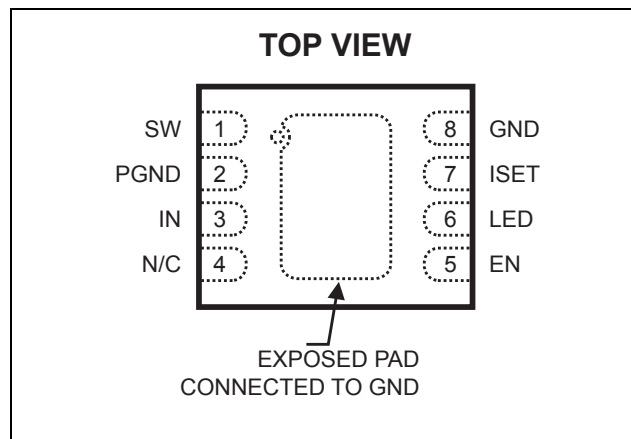 TOP VIEW
SW 1 8 GND
PGND 2 7 ISET
IN 3 6 LED
N/C 4 5 EN
EXPOSED PAD
CONNECTED TO GND